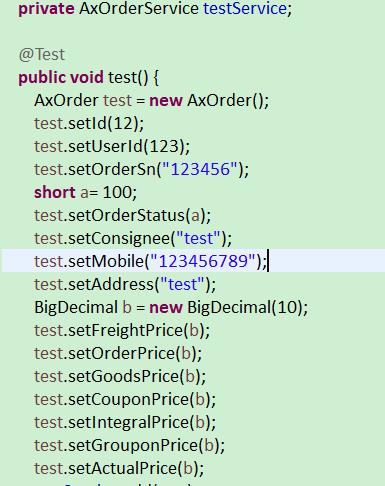 private AxOrderService testService;
@Test
public void test() {
AxOrder test = new AxOrder();
test.setId(12);
test.setUserId(123);
test.setOrderSn("123456");
short a= 100;
test.setOrderStatus(a);
test.setConsignee("test");
test.setMobile("123456789");
test.setAddress("test");
BigDecimal b = new BigDecimal(10);
test.setFreightPrice(b);
test.setOrderPrice(b);
test.setGoodsPrice(b);
test.setCouponPrice(b);
test.setIntegralPrice(b);
test.setGrouponPrice(b);
test.setActualPrice(b);